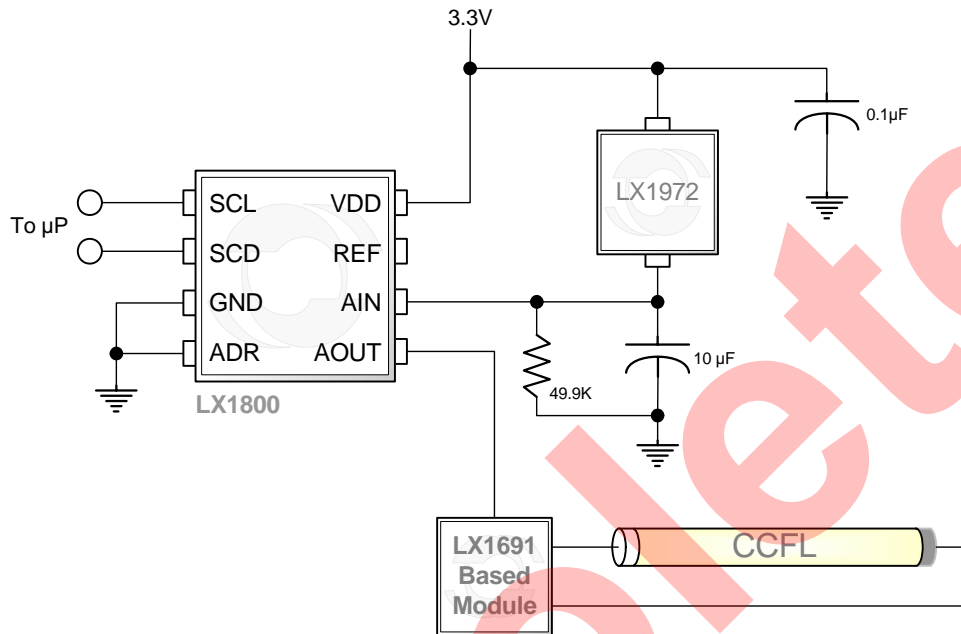 3.3V
0.1µF
LX1972
To µP
SCL
VDD
SCD
REF
GND
AIN
ADR
AOUT
LX1800
49.9K
10 µF
LX1691
Based
Module
CCFL
olete